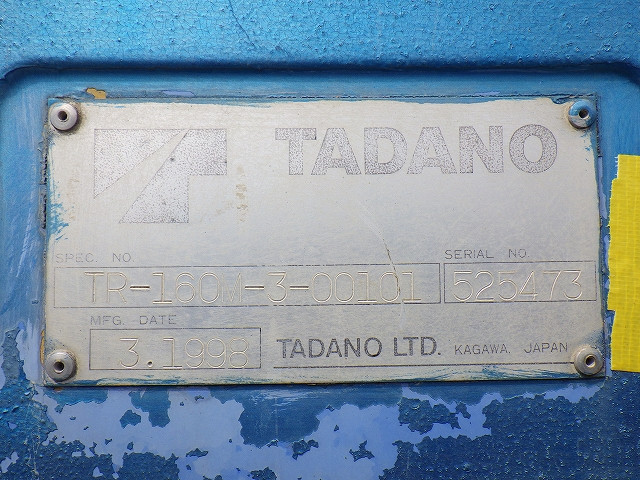 TADANO
SPEC. NO.
TR-160M-3-00101
SERIAL NO.
525473
MFG. DATE
3.1998
TADANO LTD. KAGAWA, JAPAN